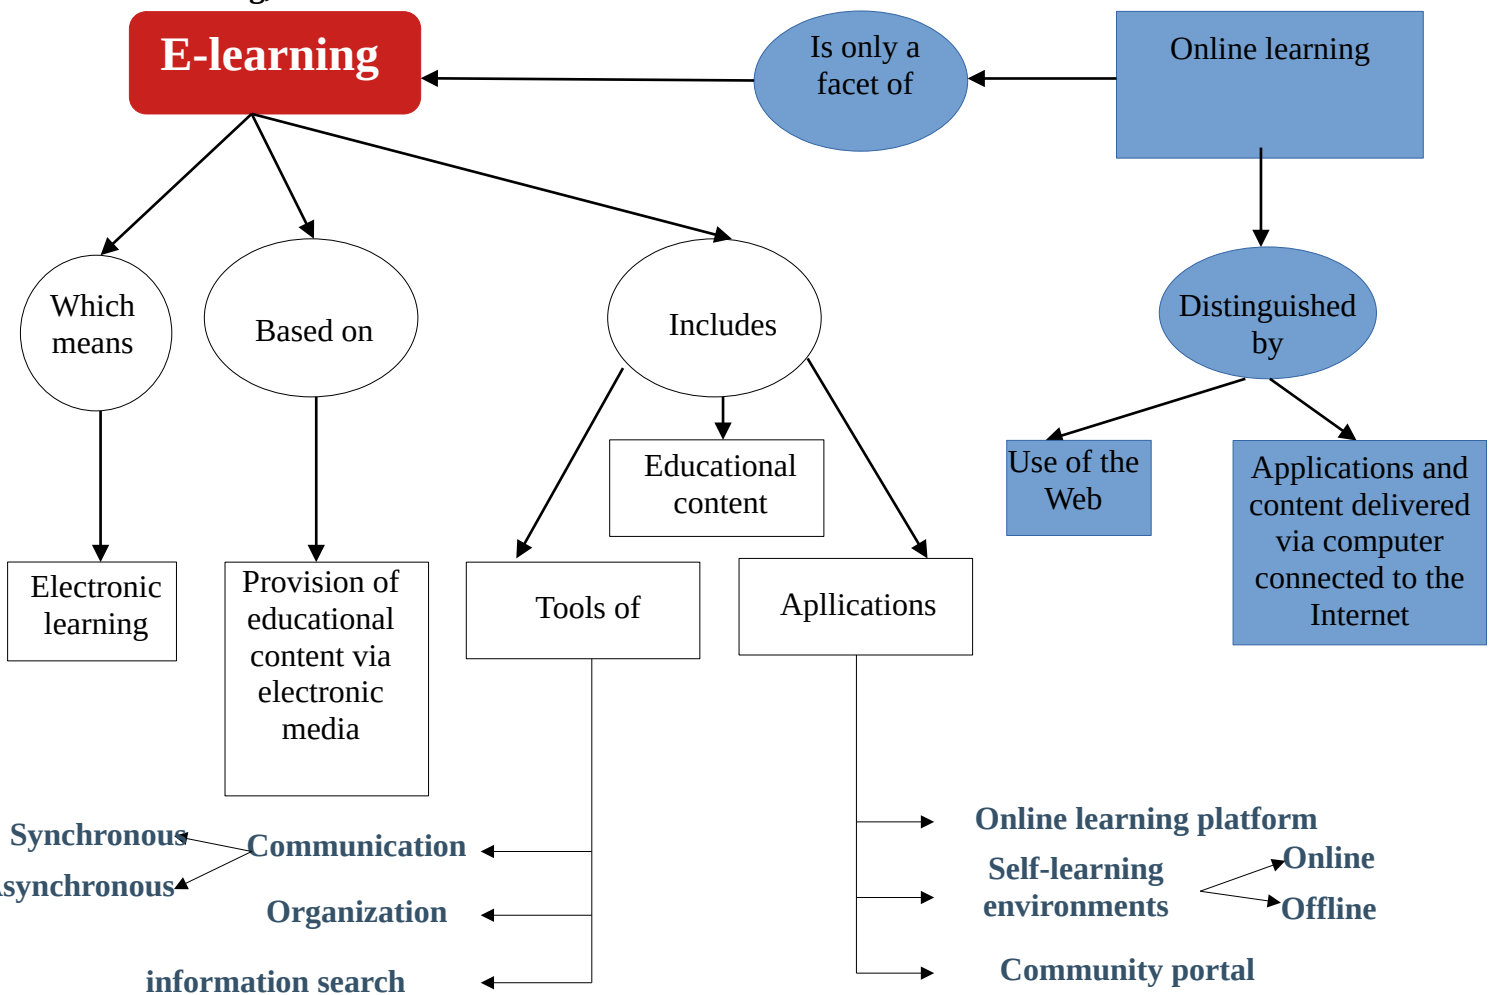 E-learning
Is only a
facet of
Online learning
Which
means
Based on
Includes
Distinguished
by
Educational
content
Use of the
Web
Applications and
content delivered
via computer
connected to the
Internet
Electronic
learning
Provision of
educational
content via
electronic
media
Tools of
Apllications
Synchronous
Asynchronous
Communication
Organization
information search
Online learning platform
Self-learning
environments
Online
Offline
Community portal